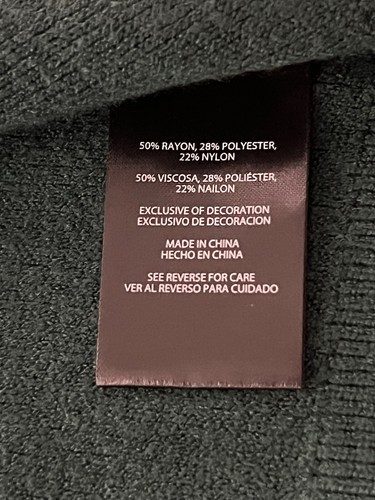 50% RAYON, 28% POLYESTER,
22% NYLON
50% VISCOSA, 28% POLIÉSTER,
22% NAILON
EXCLUSIVE OF DECORATION
EXCLUSIVO DE DECORACION
MADE IN CHINA
HECHO EN CHINA
SEE REVERSE FOR CARE
VER AL REVERSO PARA CUIDADO